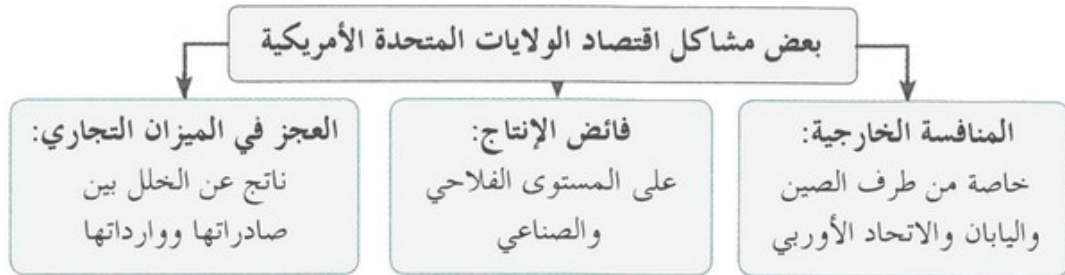 بعض مشاكل اقتصاد الولايات المتحدة الأمريكية
المنافسة الخارجية:
خاصة من طرف الصين
واليابان والاتحاد الأوربي
فائض الإنتاج:
على المستوى الفلاحي
والصناعي
العجز في الميزان التجاري:
ناتج عن الخلل بين
صادراتها ووارداتها